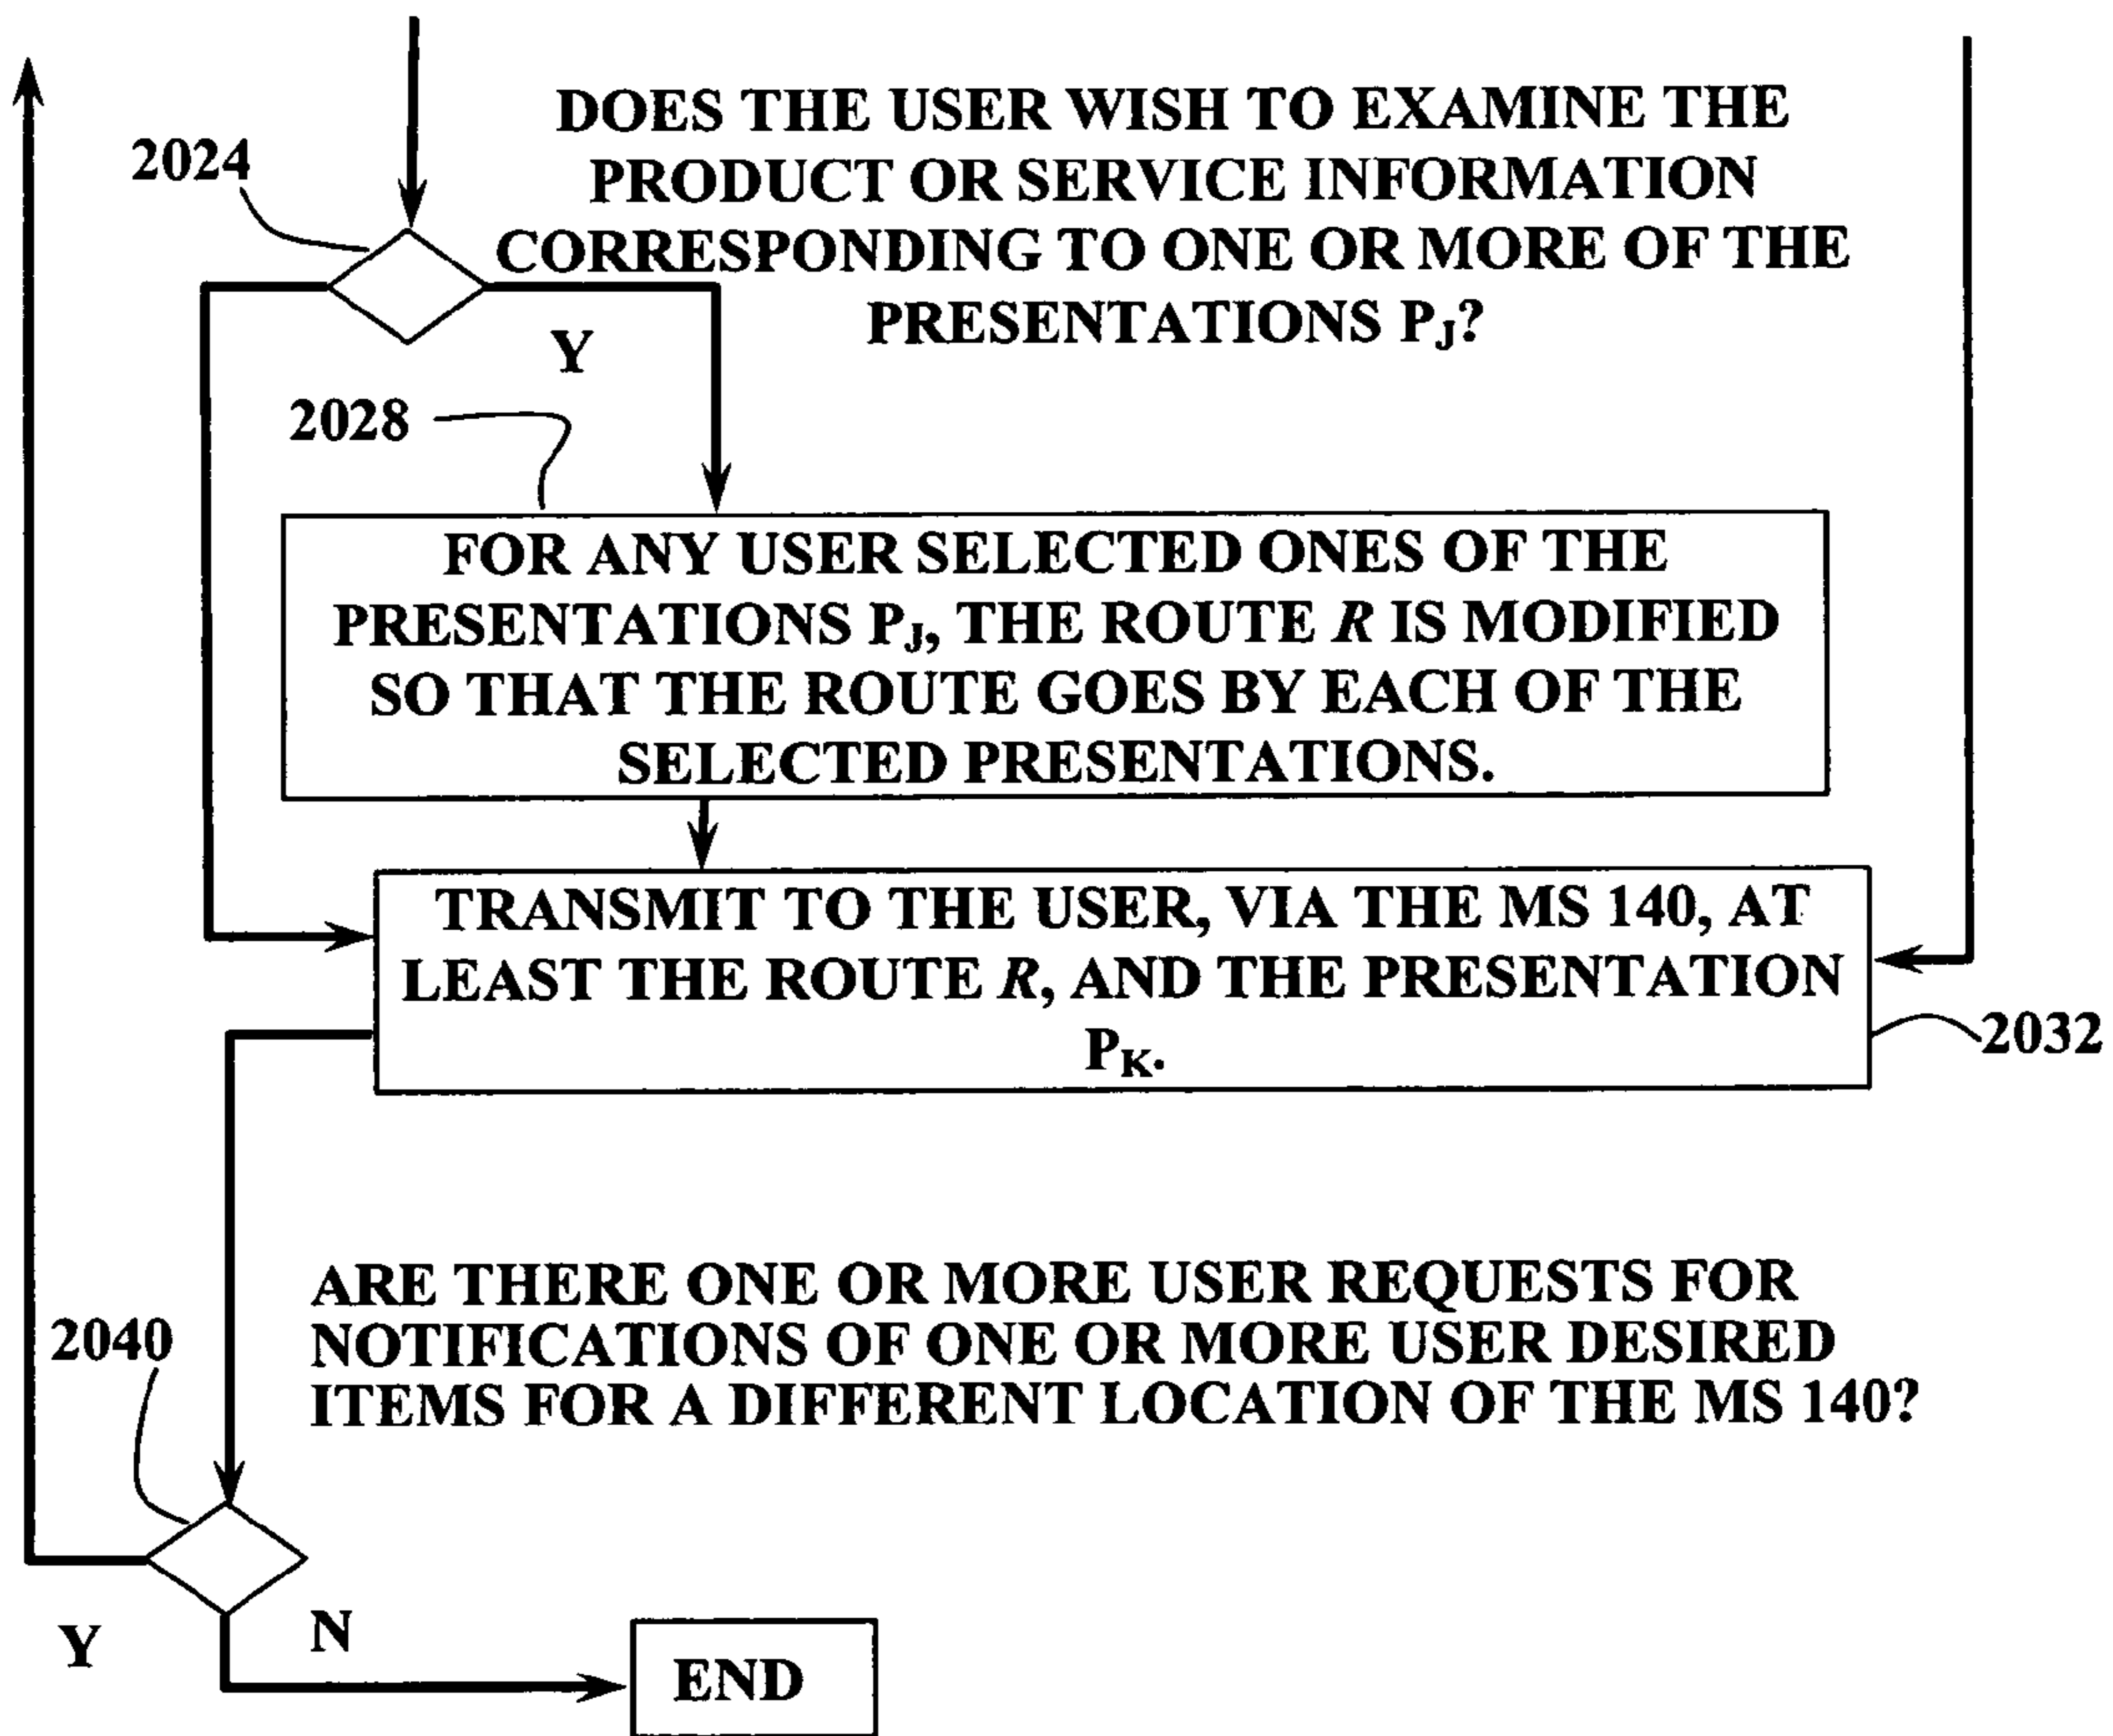 DOES THE USER WISH TO EXAMINE THE
PRODUCT OR SERVICE INFORMATION
CORRESPONDING TO ONE OR MORE OF THE
PRESENTATIONS PJ?
2024
Y
2028
FOR ANY USER SELECTED ONES OF THE
PRESENTATIONS PJ, THE ROUTE R IS MODIFIED
SO THAT THE ROUTE GOES BY EACH OF THE
SELECTED PRESENTATIONS.
TRANSMIT TO THE USER, VIA THE MS 140, AT
LEAST THE ROUTE R, AND THE PRESENTATION
PK.
2032
ARE THERE ONE OR MORE USER REQUESTS FOR
NOTIFICATIONS OF ONE OR MORE USER DESIRED
ITEMS FOR A DIFFERENT LOCATION OF THE MS 140?
2040
Y
N
END